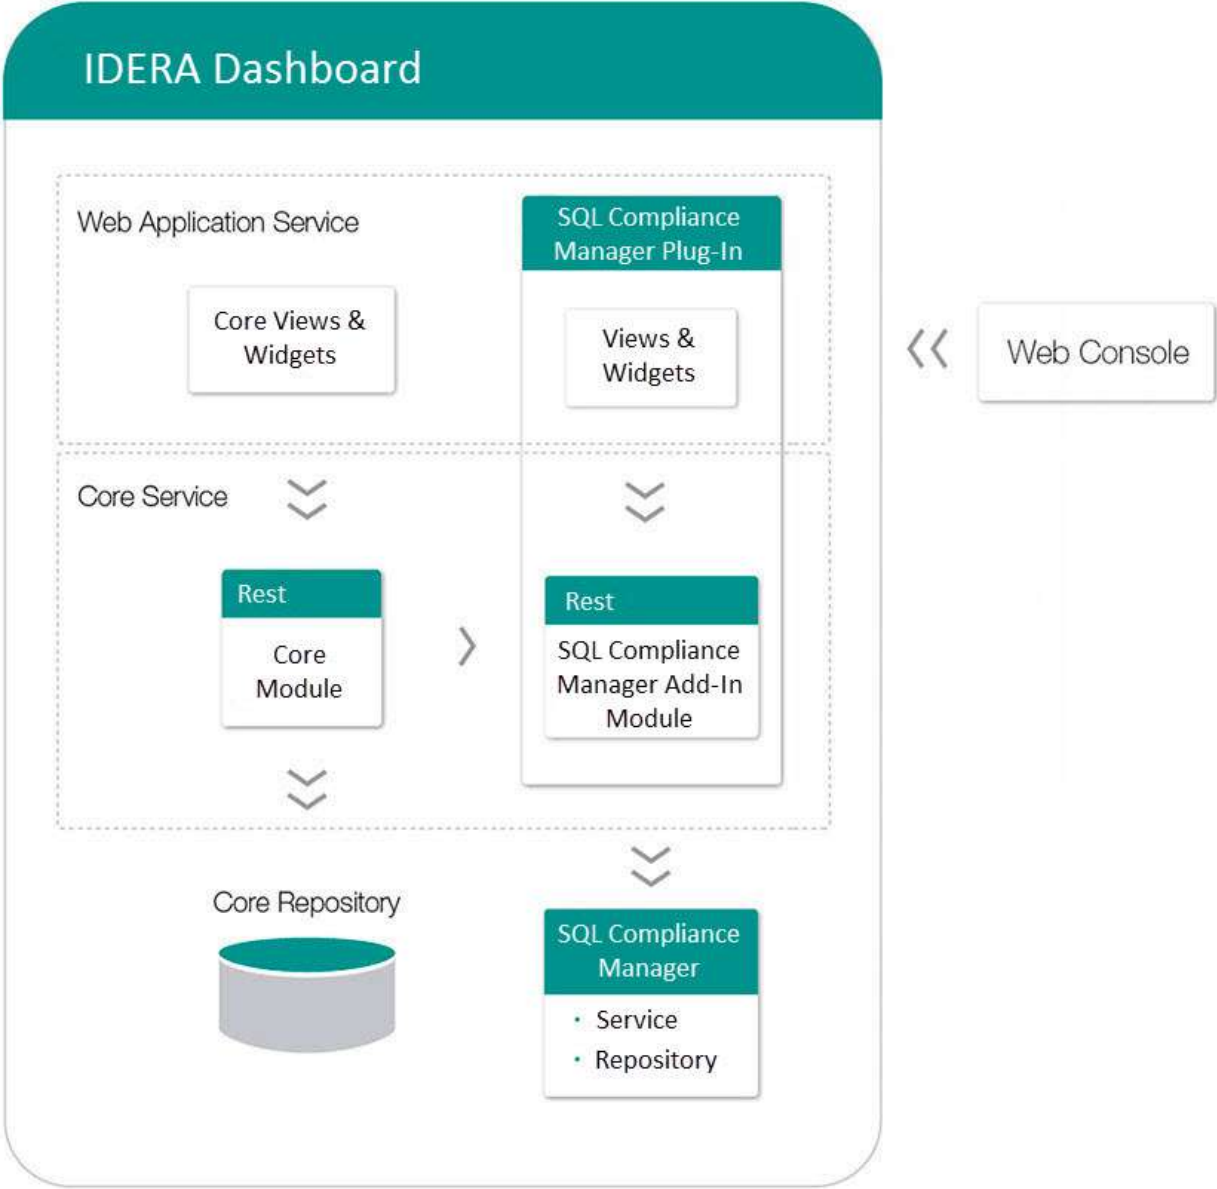 IDERA Dashboard
Web Application Service
SQL Compliance
Manager Plug-In
Core Views &
Widgets
Views &
Widgets
Web Console
Core Service
Rest
Core
Module
Rest
SQL Compliance
Manager Add-In
Module
Core Repository
SQL Compliance
Manager
• Service
• Repository